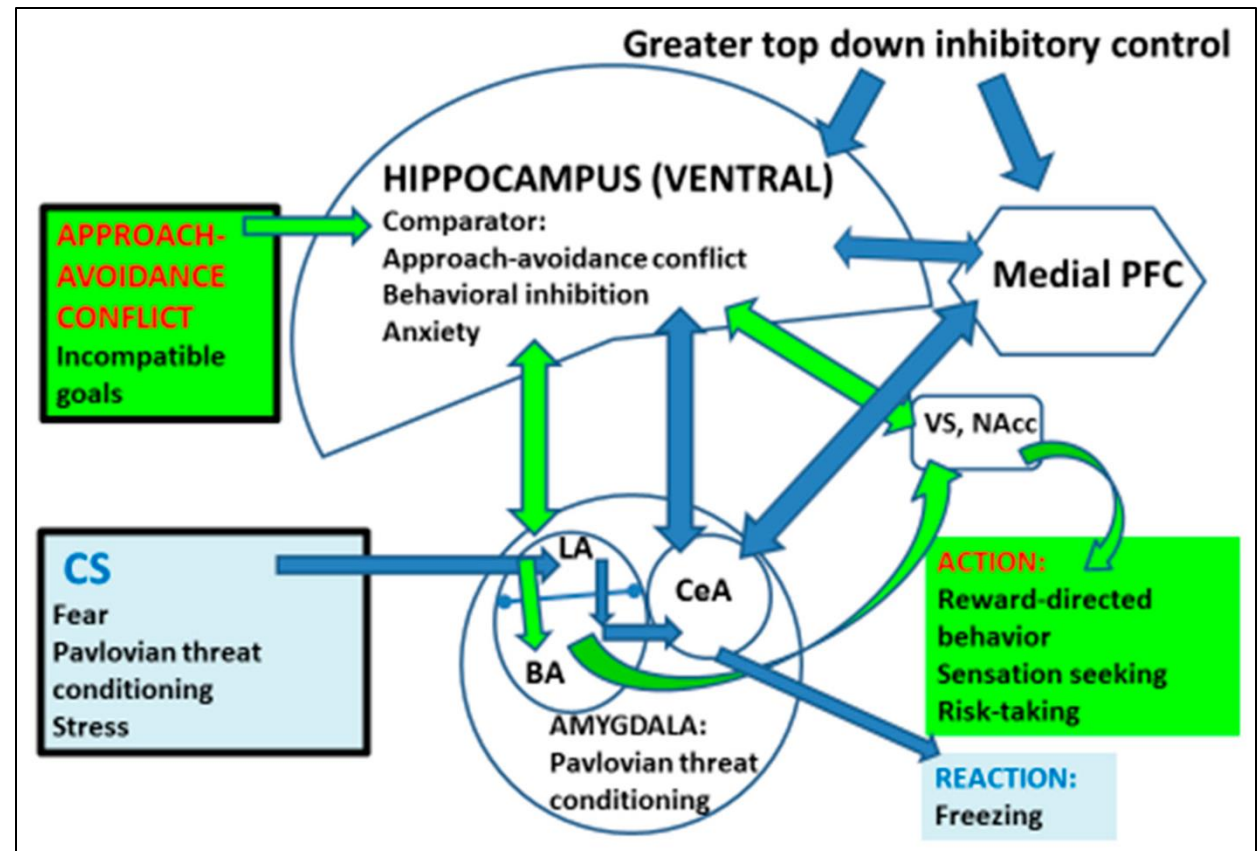 Greater top down inhibitory control
HIPPOCAMPUS (VENTRAL)
Comparator:
Approach-avoidance conflict
Behavioral inhibition
Anxiety
APPROACH-
AVOIDANCE
CONFLICT
Incompatible
goals
Medial PFC
VS, NAcc
CS
Fear
Pavlovian threat
conditioning
Stress
LA
CeA
BA
AMYGDALA:
Pavlovian threat
conditioning
ACTION:
Reward-directed
behavior
Sensation seeking
Risk-taking
REACTION:
Freezing